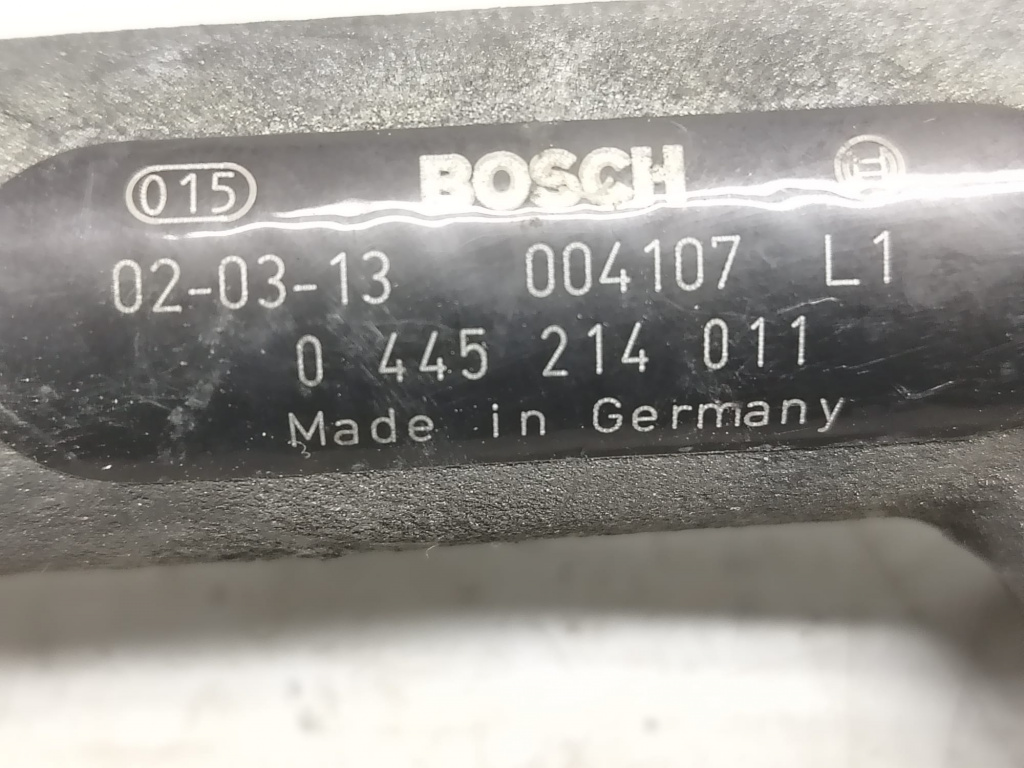 015 BOSCH
02-03-13 004107 L1
0 445 214 011
Made in Germany